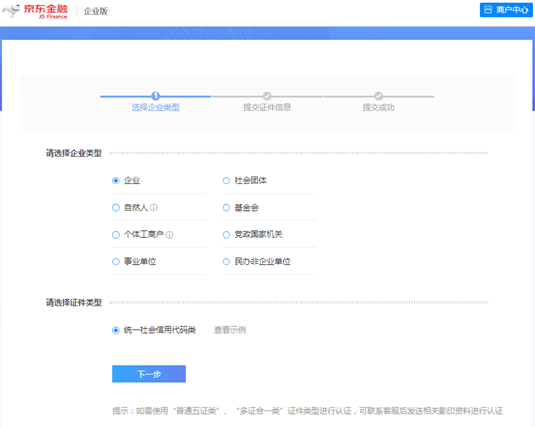 京东金融 企业版 商户中心
JD Finance
1
选择企业类型 提交证件信息 提交成功
请选择企业类型
企业 社会团体
自然人 基金会
个体工商户 党政国家机关
事业单位 民办非企业单位
请选择证件类型
统一社会信用代码类 查看示例
下一步
提示：如需使用“普通五证类”、“多证合一类”证件类型进行认证，可联系客服后发送相关影印资料进行认证